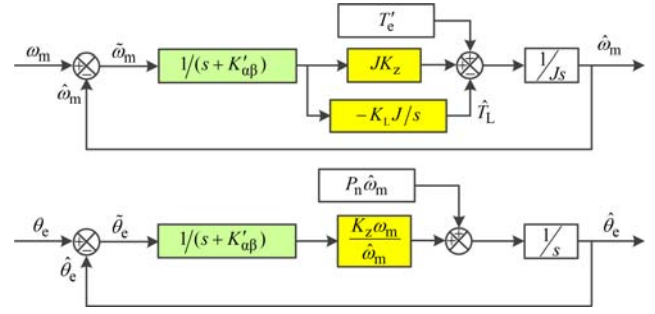 T′e
ωm ω̃m 1/(s + K′αβ) JKz 1/Js ω̂m
ω̂m
−KLJ/s T̂L
Pnω̂m
θe θ̃e 1/(s + K′αβ) Kzωm/ω̂m 1/s θ̂e
θ̂e